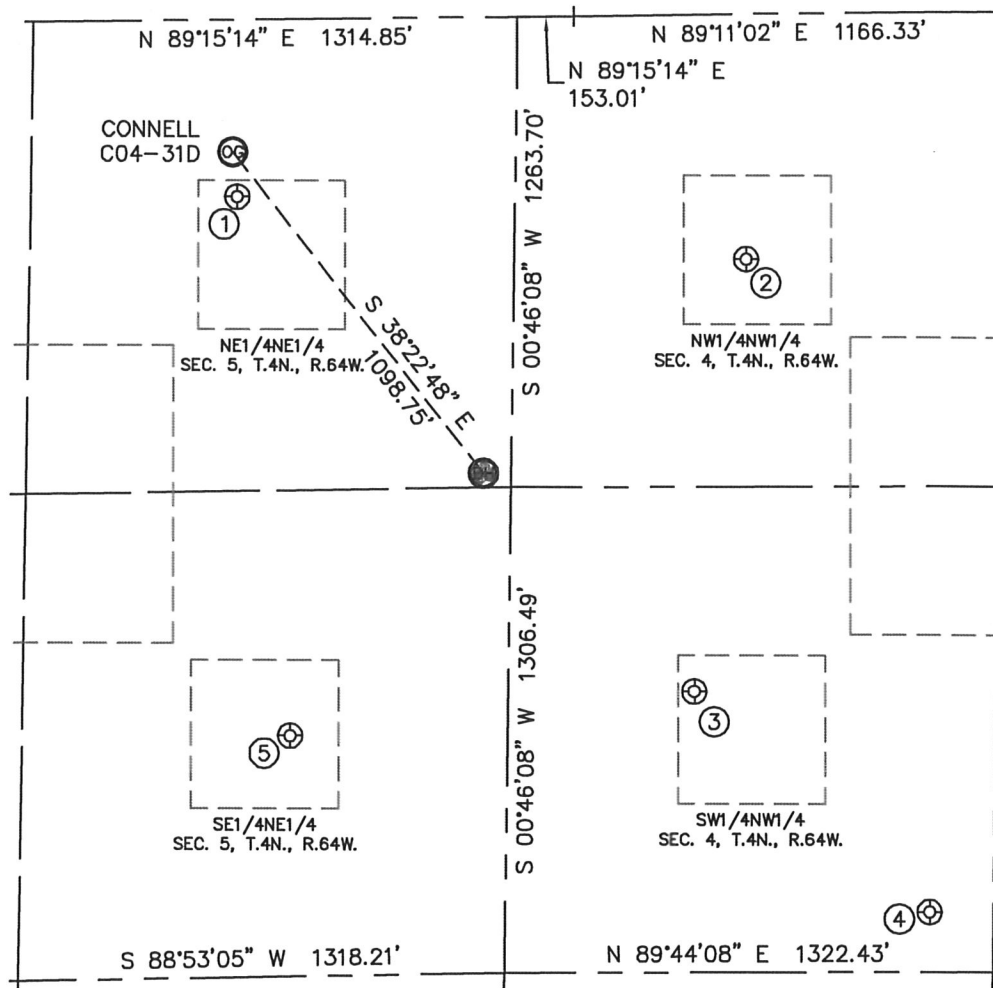 N 89°15'14" E 1314.85'
N 89°11'02" E 1166.33'
N 89°15'14" E
153.01'
CONNELL
C04-31D
OG
S 00°46'08" W 1263.70'
1
2
S 38°22'48" E
1098.75'
NE1/4NE1/4
SEC. 5, T.4N., R.64W.
NW1/4NW1/4
SEC. 4, T.4N., R.64W.
BH
S 00°46'08" W 1306.49'
3
5
SE1/4NE1/4
SEC. 5, T.4N., R.64W.
SW1/4NW1/4
SEC. 4, T.4N., R.64W.
4
S 88°53'05" W 1318.21'
N 89°44'08" E 1322.43'